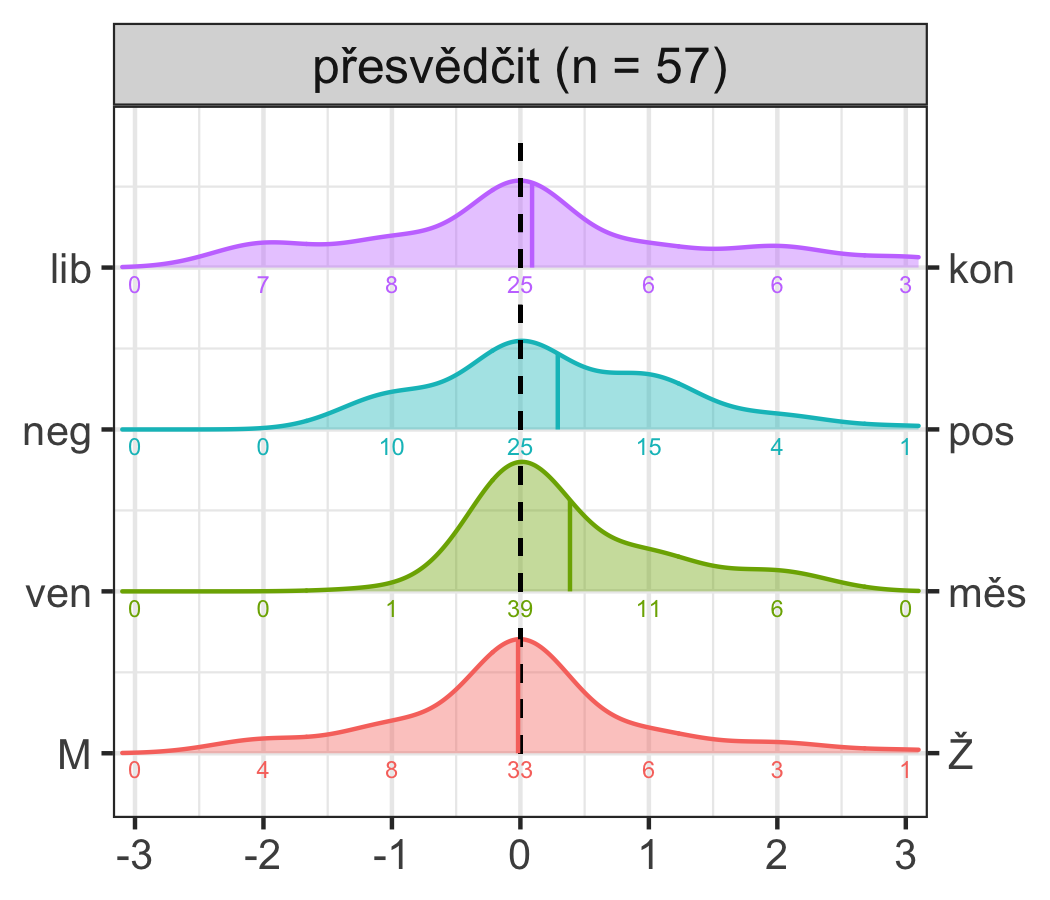 přesvědčit (n = 57)
lib kon
0 7 8 25 6 6 3
neg pos
0 0 10 25 15 4 1
ven měs
0 0 1 39 11 6 0
M Ž
0 4 8 33 6 3 1
-3 -2 -1 0 1 2 3